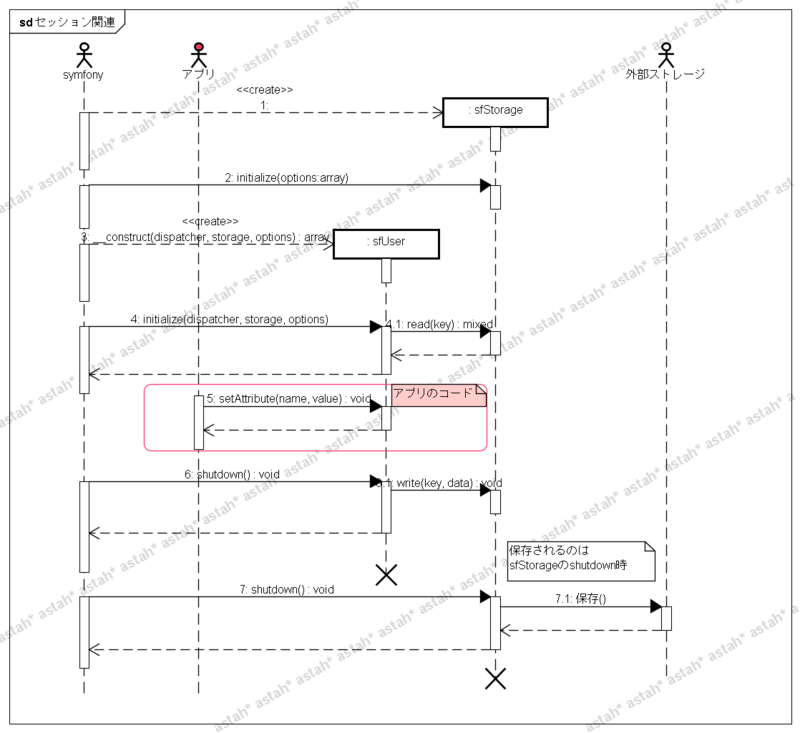 sd セッション関連
symfony
アプリ
外部ストレージ
<<create>>
1:
: sfStorage
2: initialize(options:array)
<<create>>
3: __construct(dispatcher, storage, options) : array
: sfUser
4: initialize(dispatcher, storage, options)
4.1: read(key) : mixed
アプリのコード
5: setAttribute(name, value) : void
6: shutdown() : void
6.1: write(key, data) : void
保存されるのは
sfStorageのshutdown時
7: shutdown() : void
7.1: 保存()
astah* astah* astah* astah* astah* astah* astah*